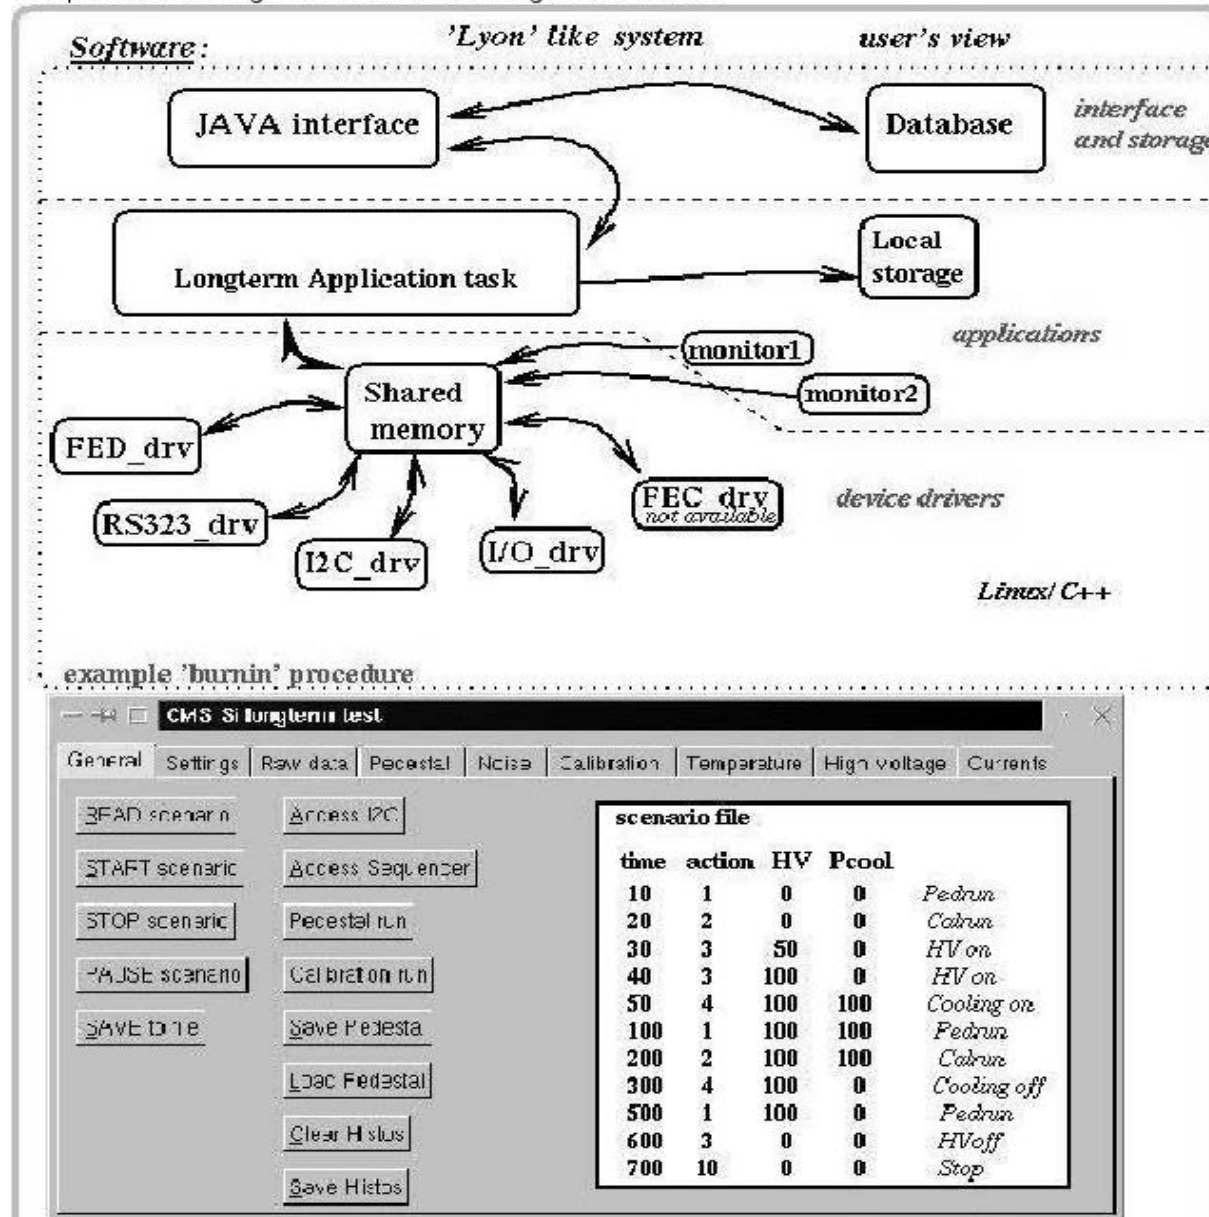 Software:
'Lyon' like system
user's view
JAVA interface
Database
interface
and storage
Longterm Application task
Local
storage
applications
monitor1
monitor2
Shared
memory
FED_drv
RS323_drv
I2C_drv
I/O_drv
FEC_drv
not available
device drivers
Linux/ C++
example 'burnin' procedure
CMS Si longterm test
General Settings Raw data Pedestal Noise Calibration Temperature High voltage Currents
READ scenario
START scenario
STOP scenario
PAUSE scenario
SAVE to file
Access I2C
Access Sequencer
Pedestal run
Calibration run
Save Pedestal
Load Pedestal
Clear Histos
Save Histos
scenario file
time action HV Pcool
10 1 0 0 Pedrun
20 2 0 0 Calrun
30 3 50 0 HV on
40 3 100 0 HV on
50 4 100 100 Cooling on
100 1 100 100 Pedrun
200 2 100 100 Calrun
300 4 100 0 Cooling off
500 1 100 0 Pedrun
600 3 0 0 HVoff
700 10 0 0 Stop